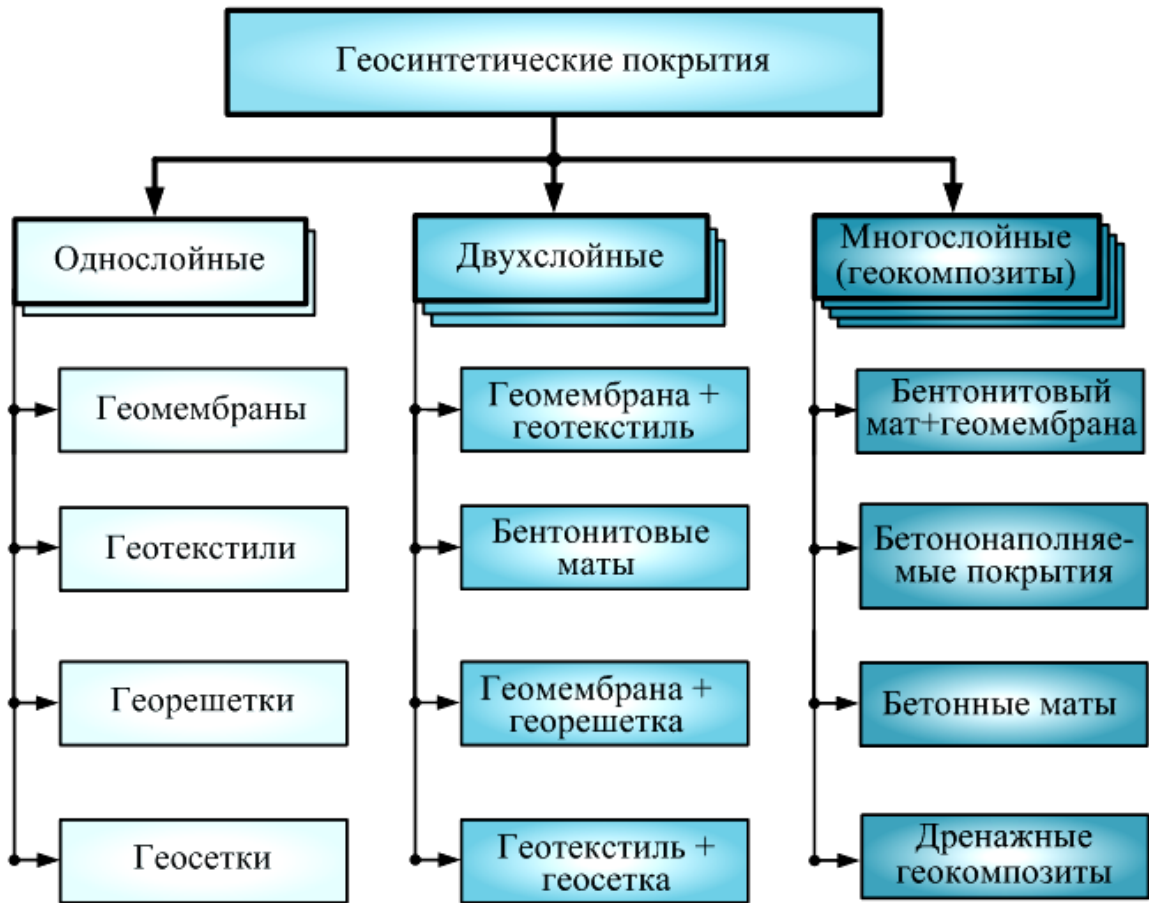 Геосинтетические покрытия
Однослойные
Геомембраны
Геотекстили
Георешетки
Геосетки
Двухслойные
Геомембрана +
геотекстиль
Бентонитовые
маты
Геомембрана +
георешетка
Геотекстиль +
геосетка
Многослойные
(геокомпозиты)
Бентонитовый
мат+геомембрана
Бетононаполняе-
мые покрытия
Бетонные маты
Дренажные
геокомпозиты